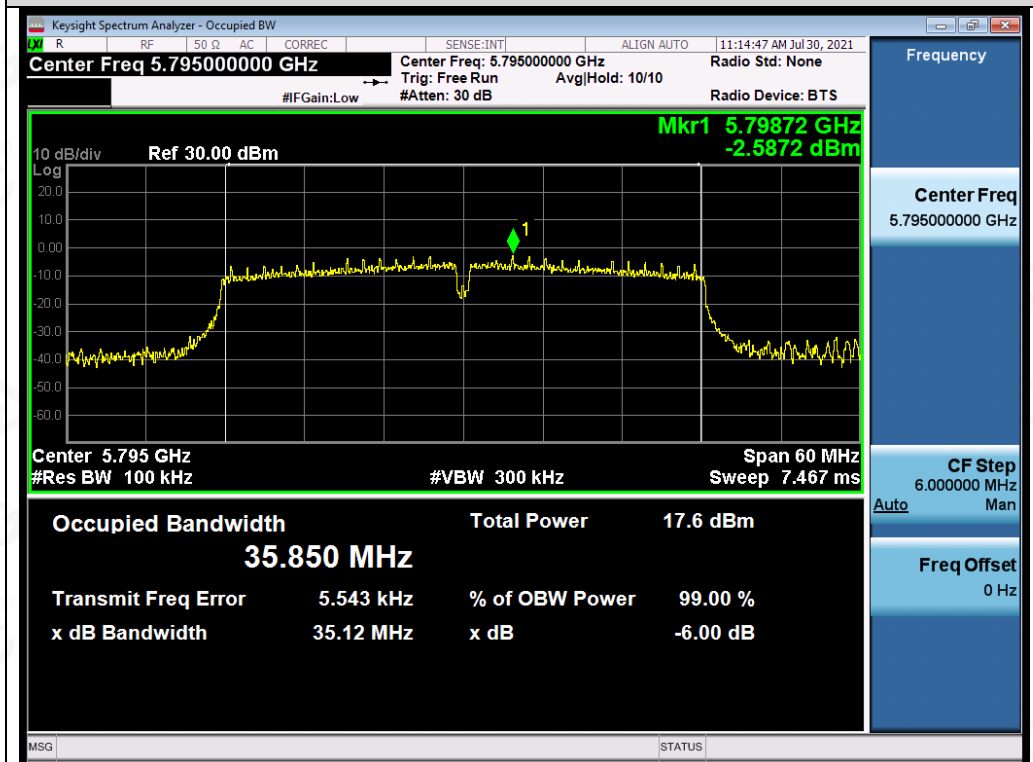 Keysight Spectrum Analyzer - Occupied BW
LXI R RF 50 Ω AC CORREC SENSE:INT ALIGN AUTO 11:14:47 AM Jul 30, 2021
Center Freq 5.795000000 GHz
Center Freq: 5.795000000 GHz
Radio Std: None
Trig: Free Run Avg|Hold: 10/10
#IFGain:Low
#Atten: 30 dB
Radio Device: BTS
Frequency
Mkr1 5.79872 GHz
-2.5872 dBm
10 dB/div Ref 30.00 dBm
Log
20.0
10.0
0.00
-10.0
-20.0
-30.0
-40.0
-50.0
-60.0
1
Center 5.795 GHz Span 60 MHz
#Res BW 100 kHz #VBW 300 kHz Sweep 7.467 ms
Center Freq
5.795000000 GHz
CF Step
6.000000 MHz
Auto Man
Freq Offset
0 Hz
Occupied Bandwidth Total Power 17.6 dBm
35.850 MHz
Transmit Freq Error 5.543 kHz % of OBW Power 99.00 %
x dB Bandwidth 35.12 MHz x dB -6.00 dB
MSG STATUS